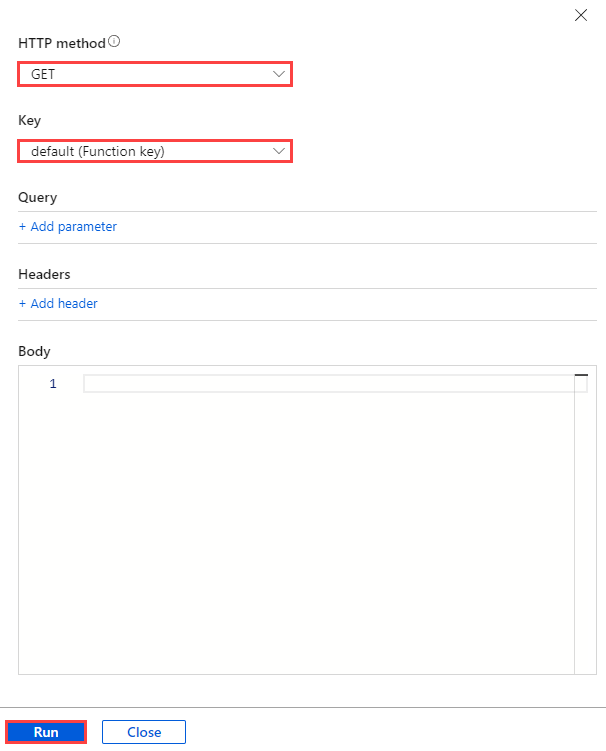 HTTP method
GET
Key
default (Function key)
Query
+ Add parameter
Headers
+ Add header
Body
1
Run Close